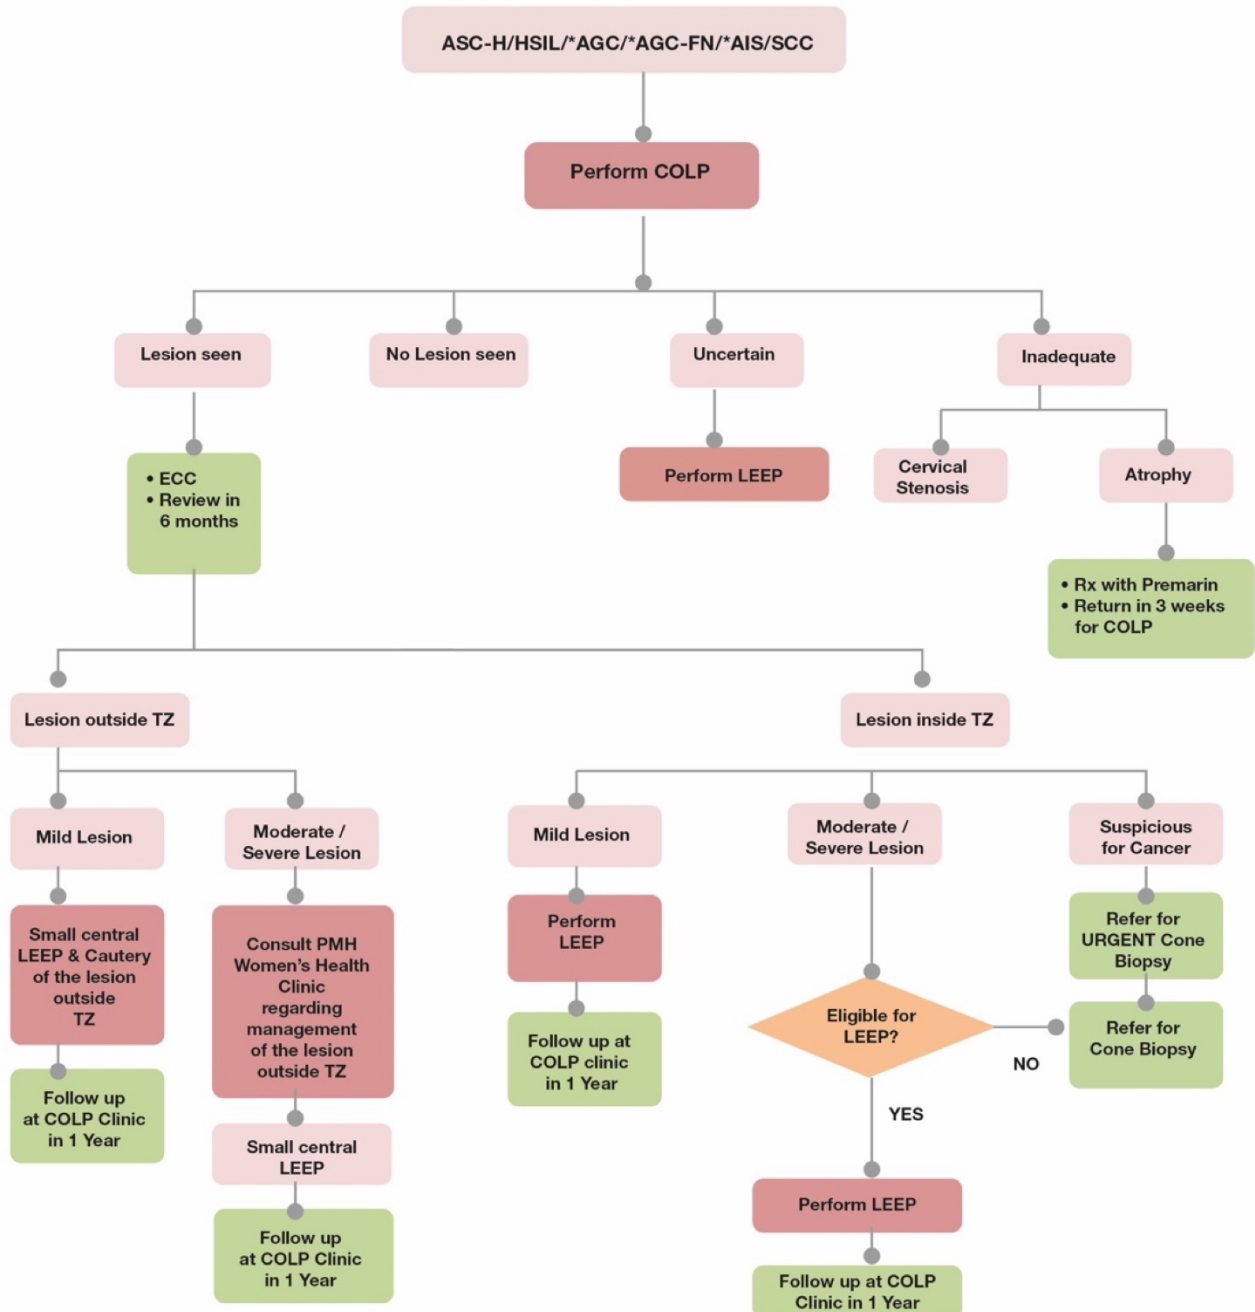 ASC-H/HSIL/*AGC/*AGC-FN/*AIS/SCC
Perform COLP
Lesion seen
No Lesion seen
Uncertain
Inadequate
• ECC
• Review in
6 months
Perform LEEP
Cervical
Stenosis
Atrophy
• Rx with Premarin
• Return in 3 weeks
for COLP
Lesion outside TZ
Lesion inside TZ
Mild Lesion
Moderate /
Severe Lesion
Mild Lesion
Moderate /
Severe Lesion
Suspicious
for Cancer
Small central
LEEP & Cautery
of the lesion
outside
TZ
Consult PMH
Women's Health
Clinic
regarding
management
of the lesion
outside TZ
Perform
LEEP
Refer for
URGENT Cone
Biopsy
Follow up at
COLP clinic
in 1 Year
Eligible for
LEEP?
NO
Refer for
Cone Biopsy
Follow up
at COLP Clinic
in 1 Year
YES
Small central
LEEP
Perform LEEP
Follow up
at COLP Clinic
in 1 Year
Follow up at COLP
Clinic in 1 Year